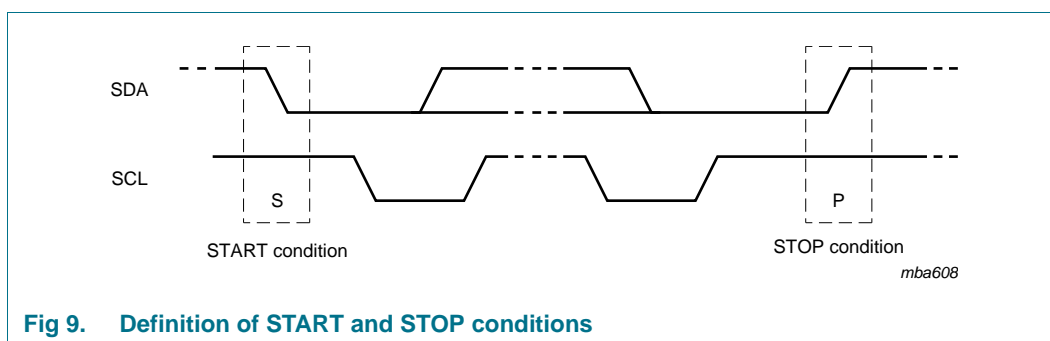 SDA
SCL
S
P
START condition
STOP condition
mba608
Fig 9. Definition of START and STOP conditions